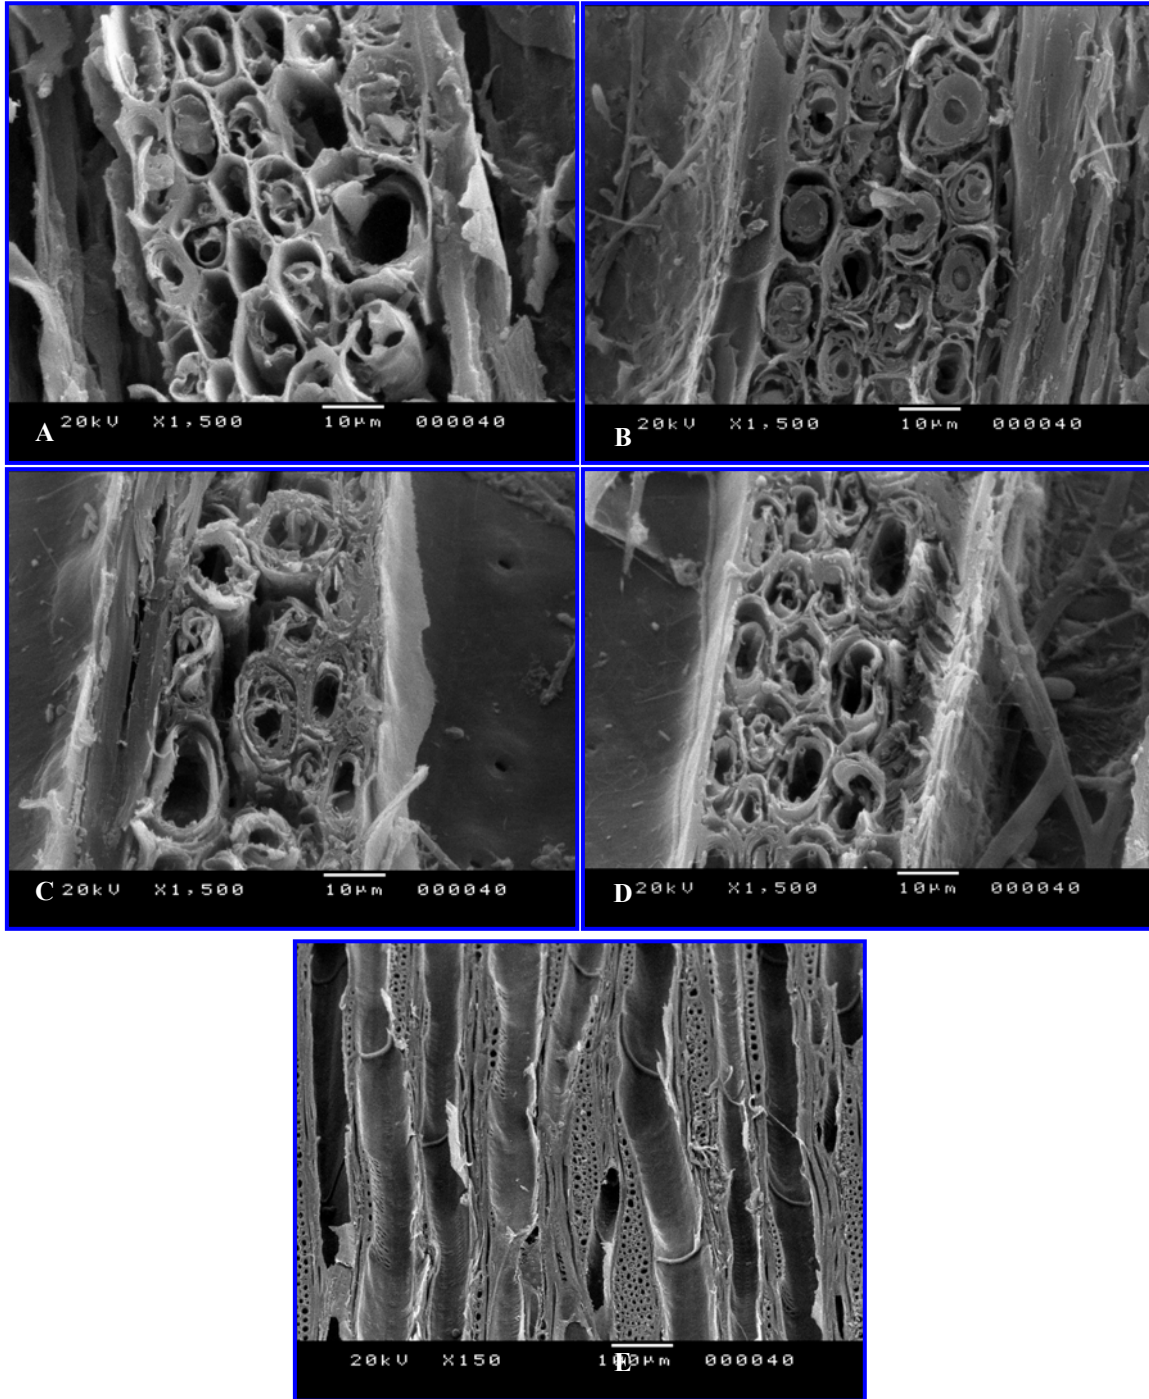 A 20kV X1,500 10µm 000040
B 20kV X1,500 10µm 000040
C 20kV X1,500 10µm 000040
D 20kV X1,500 10µm 000040
20kV X150 100µm 000040
E